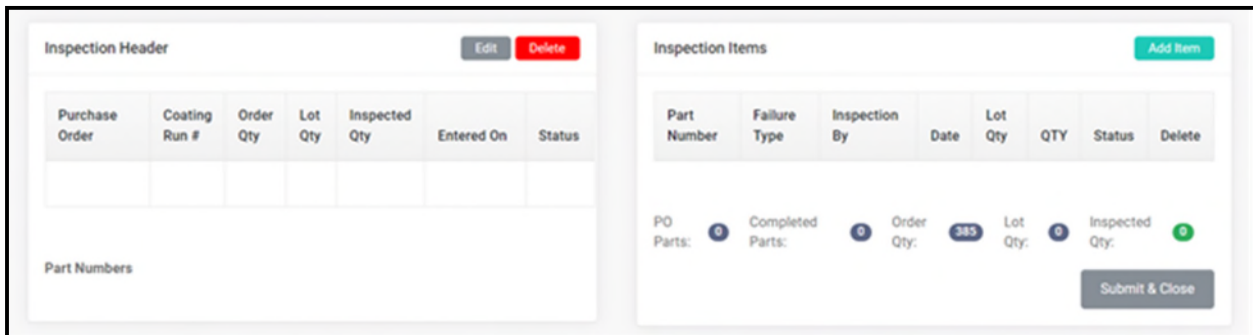 Inspection Header
Edit
Delete
Purchase Order
Coating Run #
Order Qty
Lot Qty
Inspected Qty
Entered On
Status
Part Numbers
Inspection Items
Add Item
Part Number
Failure Type
Inspection By
Date
Lot Qty
QTY
Status
Delete
PO Parts: 0
Completed Parts: 0
Order Qty: 385
Lot Qty: 0
Inspected Qty: 0
Submit & Close